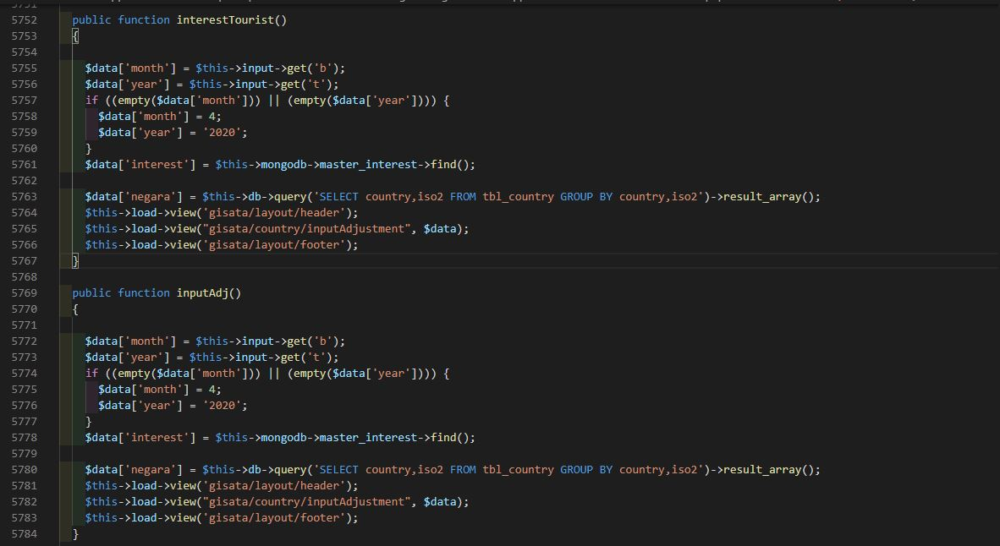 5752 public function interestTourist()
5753 {
5754
5755 $data['month'] = $this->input->get('b');
5756 $data['year'] = $this->input->get('t');
5757 if ((empty($data['month'])) || (empty($data['year']))) {
5758 $data['month'] = 4;
5759 $data['year'] = '2020';
5760 }
5761 $data['interest'] = $this->mongodb->master_interest->find();
5762
5763 $data['negara'] = $this->db->query('SELECT country,iso2 FROM tbl_country GROUP BY country,iso2')->result_array();
5764 $this->load->view('gisata/layout/header');
5765 $this->load->view("gisata/country/inputAdjustment", $data);
5766 $this->load->view('gisata/layout/footer');
5767 }
5768
5769 public function inputAdj()
5770 {
5771
5772 $data['month'] = $this->input->get('b');
5773 $data['year'] = $this->input->get('t');
5774 if ((empty($data['month'])) || (empty($data['year']))) {
5775 $data['month'] = 4;
5776 $data['year'] = '2020';
5777 }
5778 $data['interest'] = $this->mongodb->master_interest->find();
5779
5780 $data['negara'] = $this->db->query('SELECT country,iso2 FROM tbl_country GROUP BY country,iso2')->result_array();
5781 $this->load->view('gisata/layout/header');
5782 $this->load->view("gisata/country/inputAdjustment", $data);
5783 $this->load->view('gisata/layout/footer');
5784 }